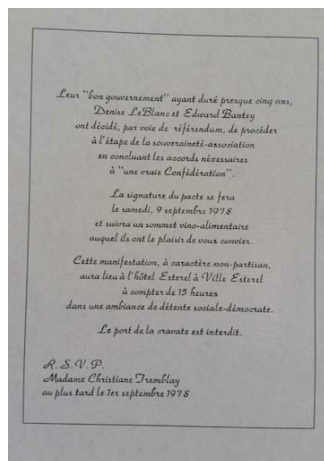 Leur "bon gouvernement" ayant duré presque cinq ans,
Denise LeBlanc et Edward Bantey
ont décidé, par voie de référendum, de procéder
à l'étape de la souveraineté-association
en concluant les accords nécessaires
à "une vraie Confédération".
La signature du pacte se fera
le samedi, 9 septembre 1978
et suivra un sommet vino-alimentaire
auquel ils ont le plaisir de vous convier.
Cette manifestation, à caractère non-partisan,
aura lieu à l'hôtel Esterel à Ville Esterel
à compter de 15 heures
dans une ambiance de détente sociale-démocrate.
Le port de la cravate est interdit.
R.S.V.P.
Madame Christiane Tremblay
au plus tard le 1er septembre 1978